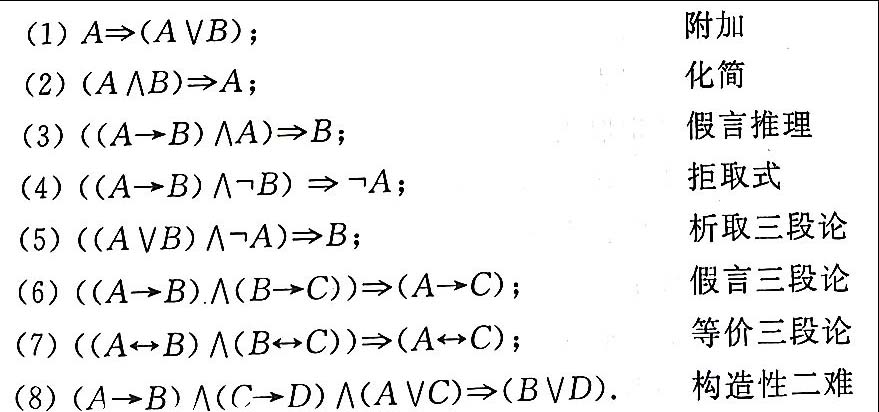 (1) A⇒(A∨B); 附加
(2) (A∧B)⇒A; 化简
(3) ((A→B)∧A)⇒B; 假言推理
(4) ((A→B)∧¬B) ⇒¬A; 拒取式
(5) ((A∨B)∧¬A)⇒B; 析取三段论
(6) ((A→B)∧(B→C))⇒(A→C); 假言三段论
(7) ((A↔B)∧(B↔C))⇒(A↔C); 等价三段论
(8) (A→B)∧(C→D)∧(A∨C)⇒(B∨D). 构造性二难